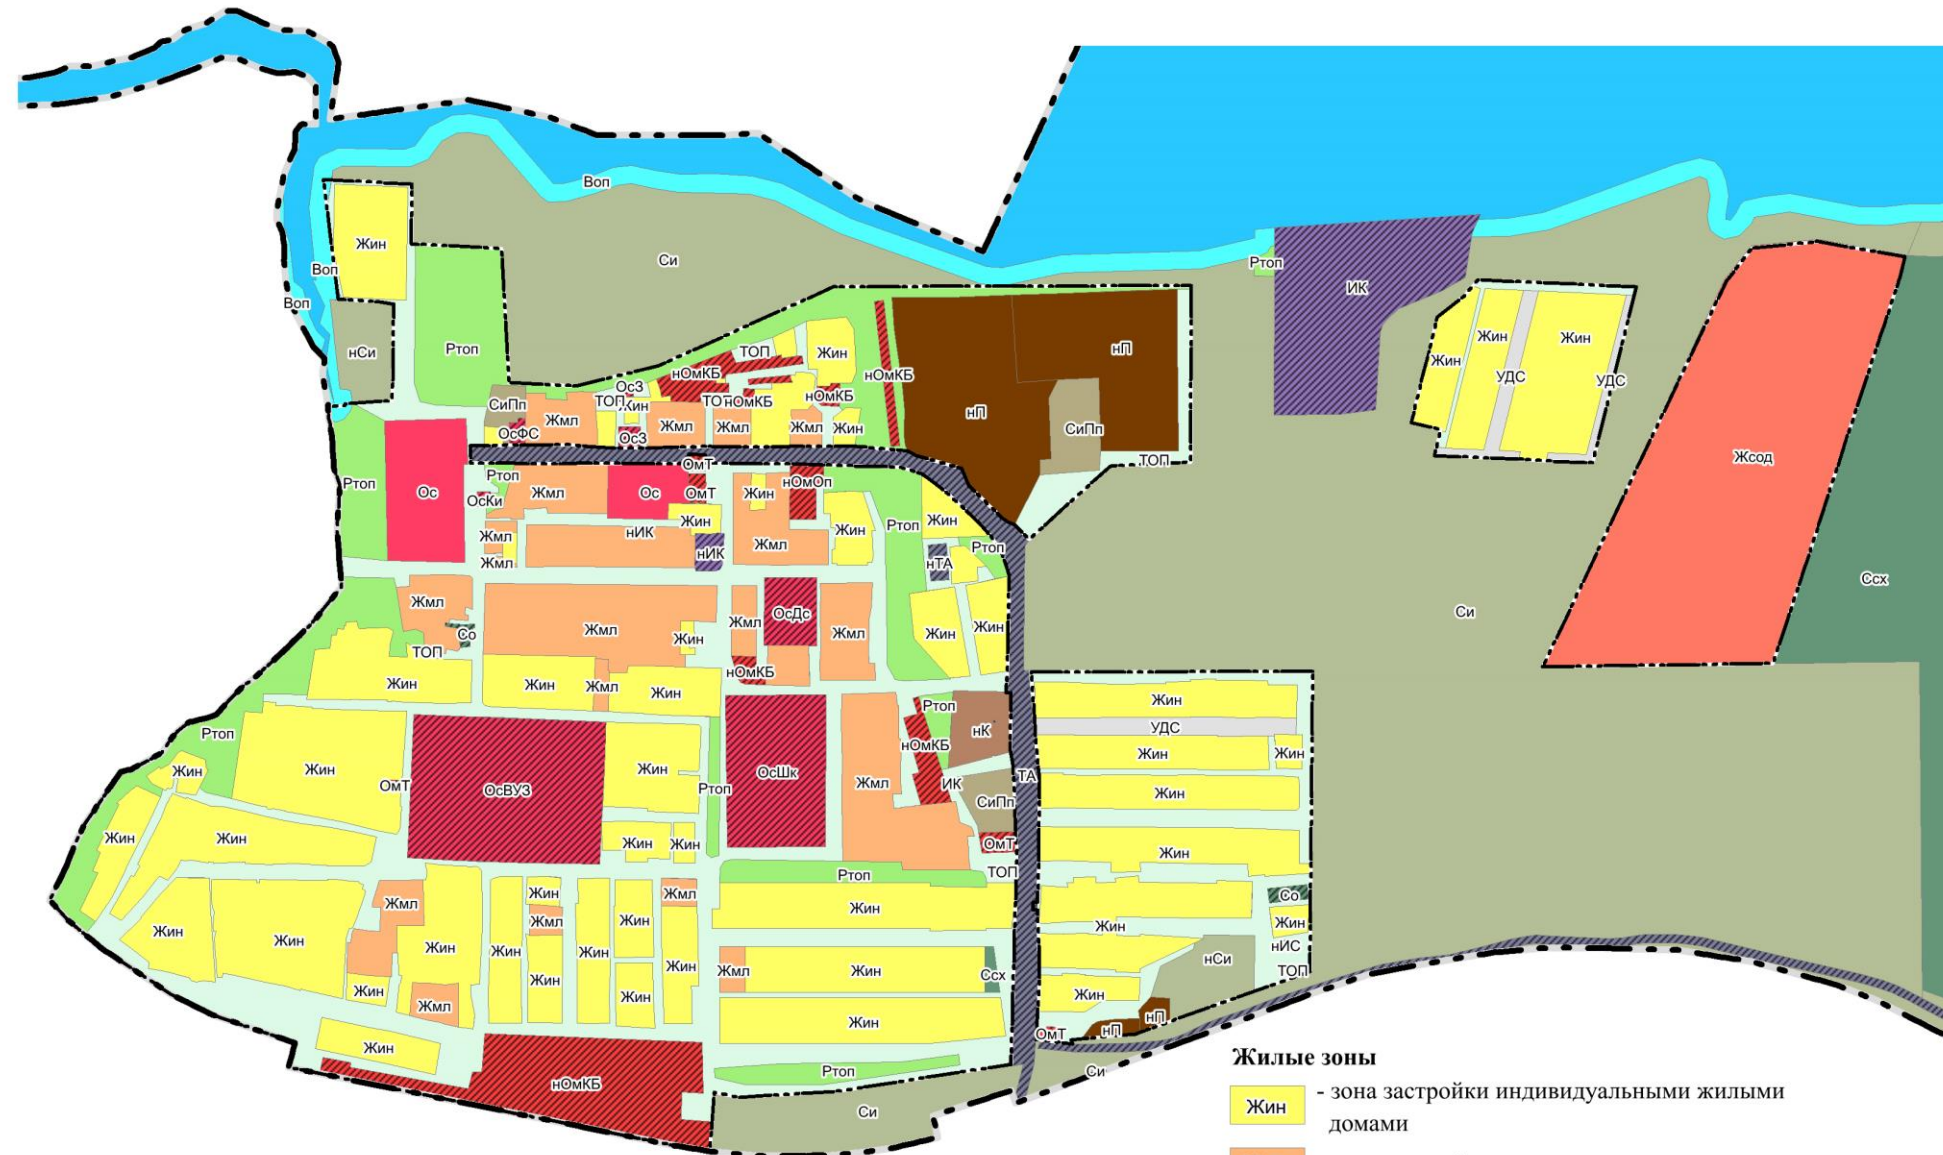 Воп
Жин
Воп
Си
Ртоп
Воп
ИК
нСи
Ртоп
ТОП
Жин
нП
Жин
Жин
Жин
ОсЗ
нОмКБ
нОмКБ
УДС
УДС
СиПп
ТОП
Жин
нОмКБ
нОмКБ
нП
Жмл
Жмл
Жмл
Жмл
Жин
СиПп
ОсФС
ОсЗ
Жсод
ОмТ
ТОП
Ртоп
Ртоп
Ос
ОсКи
Жмл
Ос
ОмТ
Жин
нОмОп
Жин
Жин
Ртоп
Жин
Жмл
нИК
нИК
Жмл
Ртоп
Жмл
нТА
Ссх
Жмл
Со
Жмл
Жин
Жмл
ОсДс
Жмл
Жин
Жин
Си
ТОП
Жин
Жин
Жмл
Жин
нОмКБ
Жин
Ртоп
Ртоп
нК
УДС
Жин
Жин
Жин
ОмТ
ОсВУЗ
Жин
Ртоп
ОсШк
Жмл
нОмКБ
ИК
ТА
Жин
Жин
Жин
СиПп
Жин
Жин
Жин
Жин
ОмТ
Жин
Ртоп
ТОП
Жин
Жин
Жмл
Жин
Жин
Жмл
Жин
Жмл
Жин
Жин
Жин
Жин
Со
Жин
нИС
ТОП
Жин
Жин
Жин
Жин
Жмл
Жин
Ссх
нСи
Жмл
Жин
Жин
Жин
Жин
ОмТ
нП
нП
нОмКБ
Ртоп
Си
Си
Жилые зоны
Жин - зона застройки индивидуальными жилыми
домами